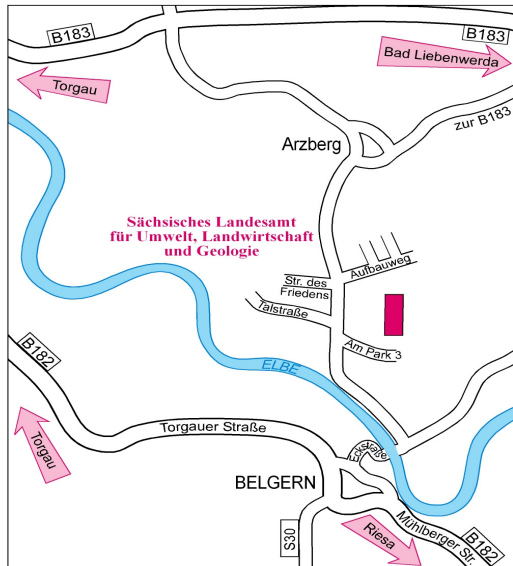 B183
B183
Bad Liebenwerda
Torgau
zur B183
Arzberg
Sächsisches Landesamt
für Umwelt, Landwirtschaft
und Geologie
Aufbauweg
Str. des
Friedens
Talstraße
Am Park 3
B182
ELBE
Torgauer Straße
Torgau
Eckstraße
BELGERN
Mühlberger Str.
S30
Riesa
B182